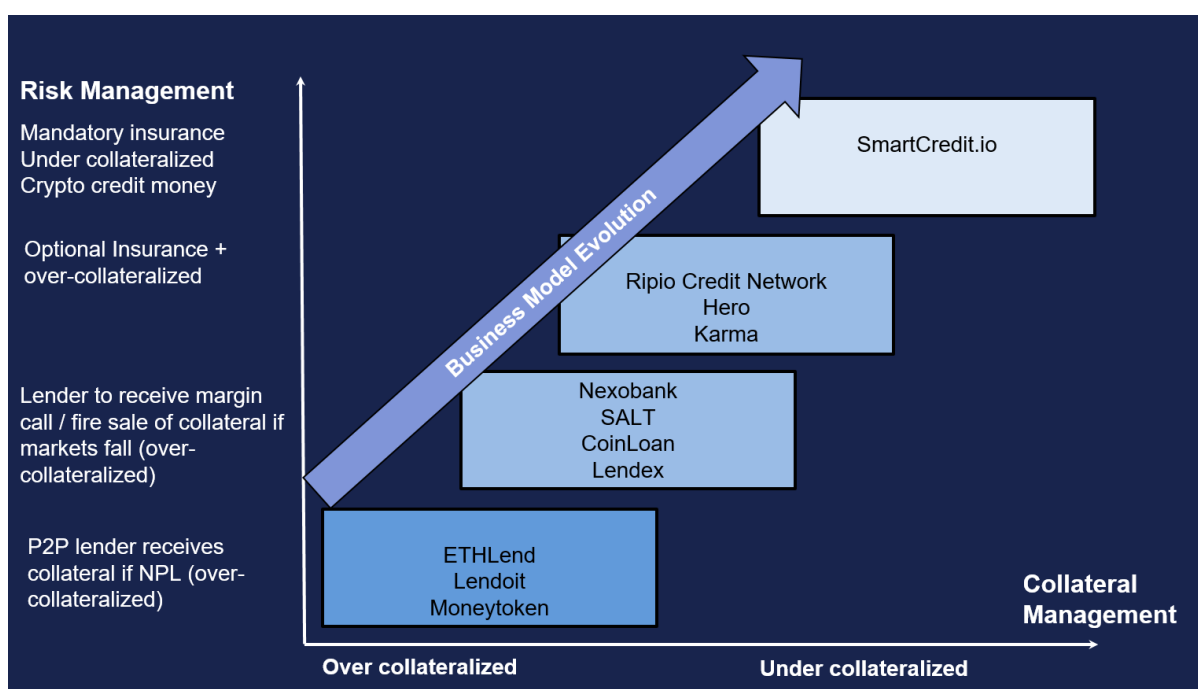 Risk Management
Mandatory insurance
Under collateralized
Crypto credit money
SmartCredit.io
Optional Insurance +
over-collateralized
Ripio Credit Network
Hero
Karma
Business Model Evolution
Lender to receive margin
call / fire sale of collateral if
markets fall (over-
collateralized)
Nexobank
SALT
CoinLoan
Lendex
P2P lender receives
collateral if NPL (over-
collateralized)
ETHLend
Lendoit
Moneytoken
Collateral
Management
Over collateralized
Under collateralized